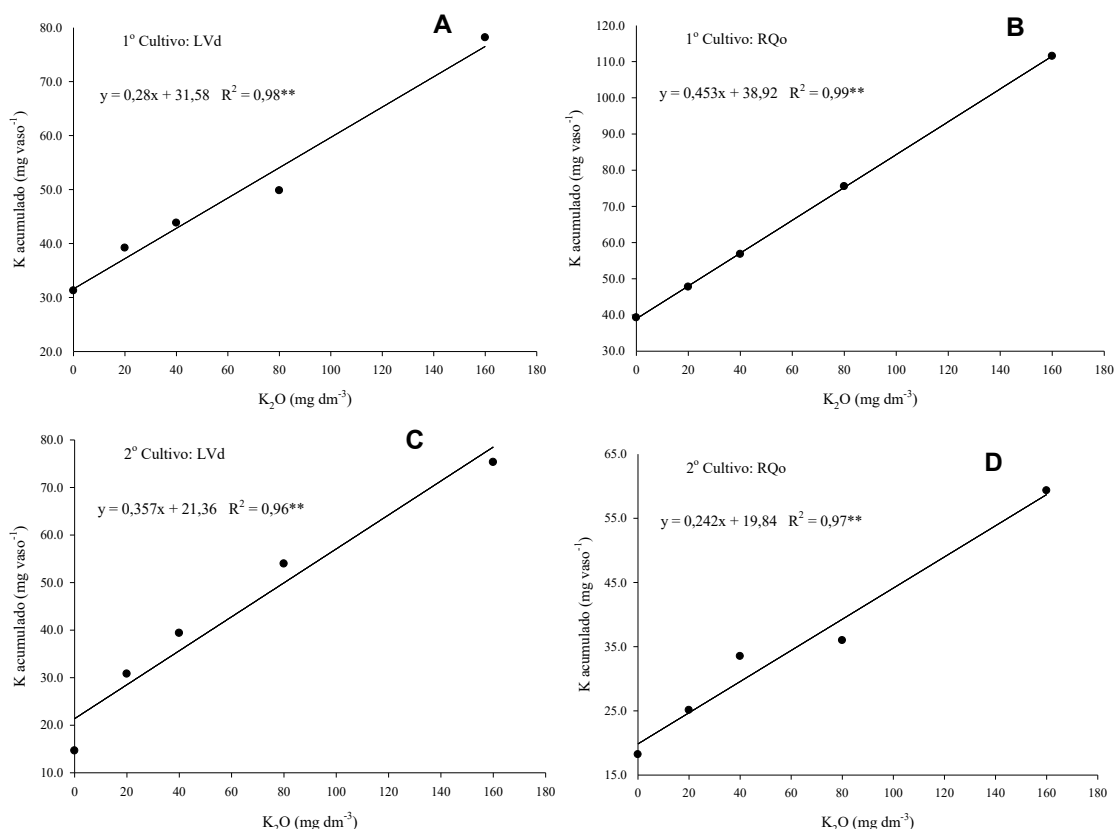 A
1º Cultivo: LVd
y = 0,28x + 31,58 R² = 0,98**
K acumulado (mg vaso⁻¹)
80.0
70.0
60.0
50.0
40.0
30.0
20.0
0 20 40 60 80 100 120 140 160 180
K₂O (mg dm⁻³)
B
1º Cultivo: RQo
y = 0,453x + 38,92 R² = 0,99**
K acumulado (mg vaso⁻¹)
120.0
110.0
100.0
90.0
80.0
70.0
60.0
50.0
40.0
30.0
0 20 40 60 80 100 120 140 160 180
K₂O (mg dm⁻³)
C
2º Cultivo: LVd
y = 0,357x + 21,36 R² = 0,96**
K acumulado (mg vaso⁻¹)
80.0
70.0
60.0
50.0
40.0
30.0
20.0
10.0
0 20 40 60 80 100 120 140 160 180
K₂O (mg dm⁻³)
D
2º Cultivo: RQo
y = 0,242x + 19,84 R² = 0,97**
K acumulado (mg vaso⁻¹)
65.0
55.0
45.0
35.0
25.0
15.0
0 20 40 60 80 100 120 140 160 180
K₂O (mg dm⁻³)